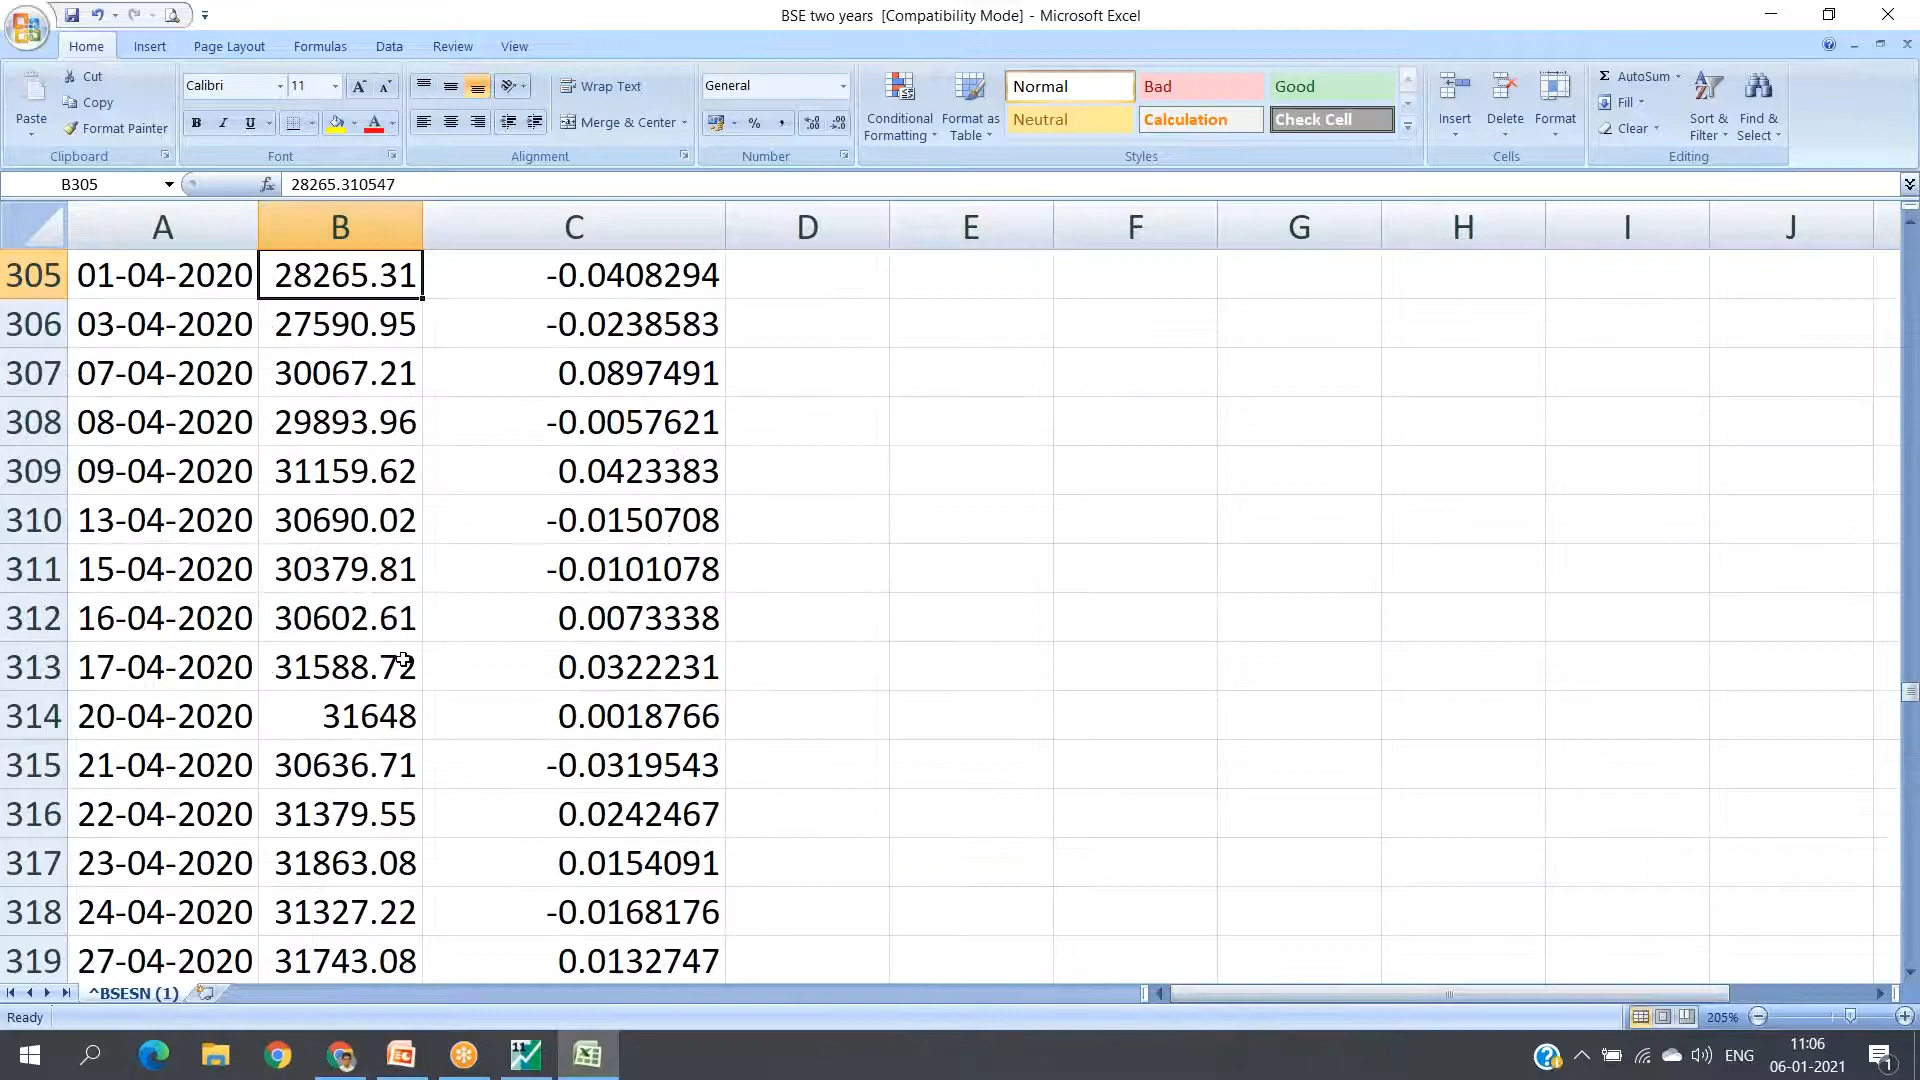 BSE two years [Compatibility Mode] - Microsoft Excel
Home Insert Page Layout Formulas Data Review View
Paste
Cut
Copy
Format Painter
Clipboard
Calibri 11
B I U A
Font
Wrap Text
Merge & Center
Alignment
General
% ,
Number
Conditional Formatting
Format as Table
Normal Bad Good
Neutral Calculation Check Cell
Styles
Insert Delete Format
Cells
Σ AutoSum
Fill
Clear
Sort & Filter
Find & Select
Editing
B305 fx 28265.310547
A B C D E F G H I J
305 01-04-2020 28265.31 -0.0408294
306 03-04-2020 27590.95 -0.0238583
307 07-04-2020 30067.21 0.0897491
308 08-04-2020 29893.96 -0.0057621
309 09-04-2020 31159.62 0.0423383
310 13-04-2020 30690.02 -0.0150708
311 15-04-2020 30379.81 -0.0101078
312 16-04-2020 30602.61 0.0073338
313 17-04-2020 31588.72 0.0322231
314 20-04-2020 31648 0.0018766
315 21-04-2020 30636.71 -0.0319543
316 22-04-2020 31379.55 0.0242467
317 23-04-2020 31863.08 0.0154091
318 24-04-2020 31327.22 -0.0168176
319 27-04-2020 31743.08 0.0132747
^BSESN (1)
Ready 205%
ENG 11:06
06-01-2021
1